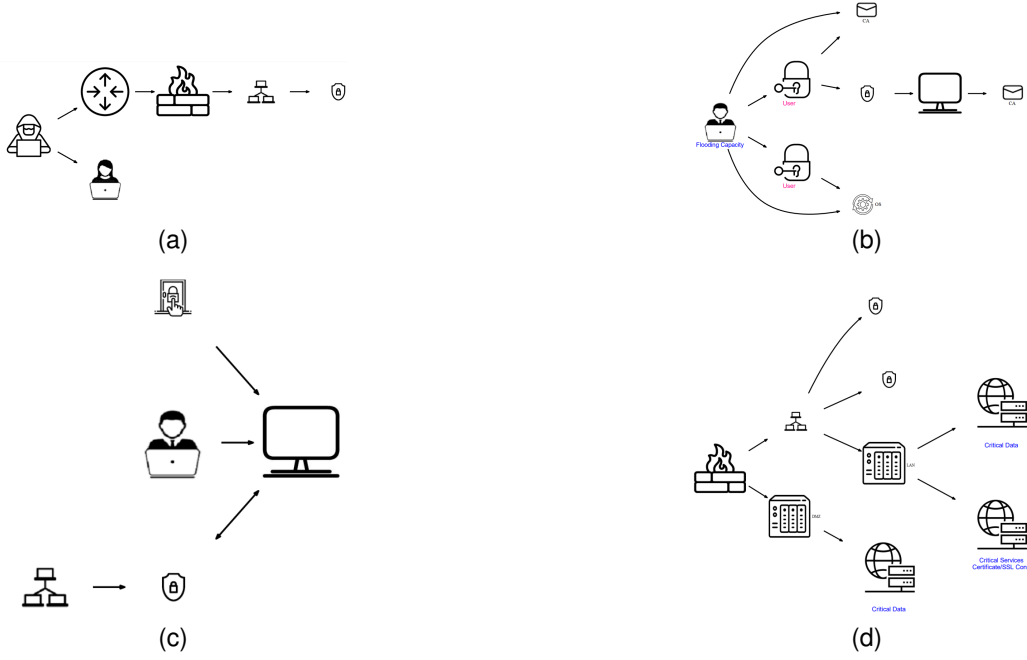 CA
User
CA
Flooding Capacity
User
OS
(a)
(b)
LAN
Critical Data
DMZ
Critical Services
Certificate/SSL Con
Critical Data
(c)
(d)